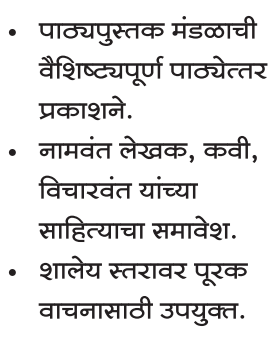 • पाठ्यपुस्तक मंडळाची
वैशिष्ट्यपूर्ण पाठ्येत्तर
प्रकाशने.
• नामवंत लेखक, कवी,
विचारवंत यांच्या
साहित्याचा समावेश.
• शालेय स्तरावर पूरक
वाचनासाठी उपयुक्त.